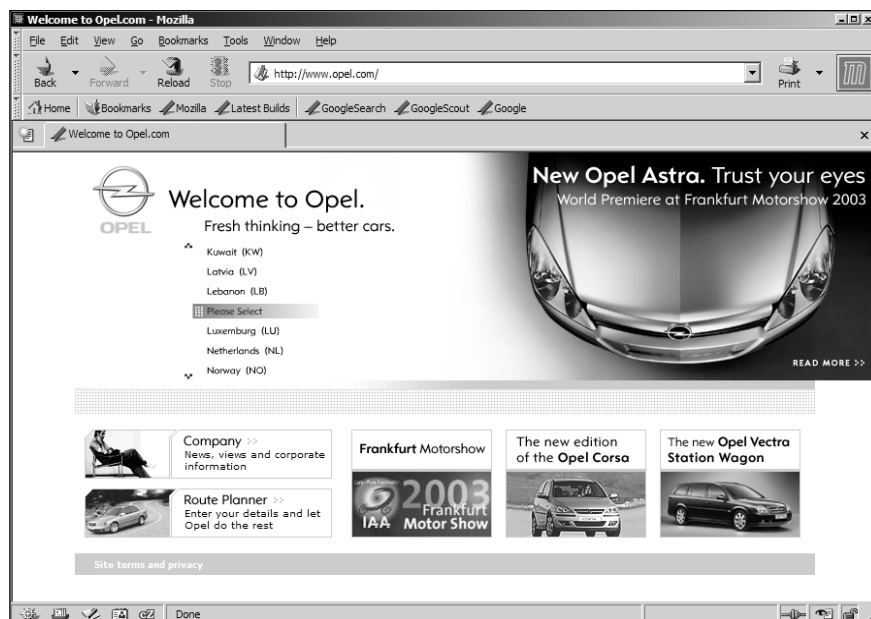 Welcome to Opel.com - Mozilla
File Edit View Go Bookmarks Tools Window Help
Back Forward Reload Stop http://www.opel.com/ Print
Home Bookmarks Mozilla Latest Builds GoogleSearch GoogleScout Google
Welcome to Opel.com
OPEL
Welcome to Opel.
Fresh thinking – better cars.
Kuwait (KW)
Latvia (LV)
Lebanon (LB)
Please Select
Luxemburg (LU)
Netherlands (NL)
Norway (NO)
New Opel Astra. Trust your eyes
World Premiere at Frankfurt Motorshow 2003
READ MORE >>
Company >>
News, views and corporate
information
Route Planner >>
Enter your details and let
Opel do the rest
Frankfurt Motorshow
IAA
2003
Frankfurt
Motor Show
The new edition
of the Opel Corsa
The new Opel Vectra
Station Wagon
Site terms and privacy
Done